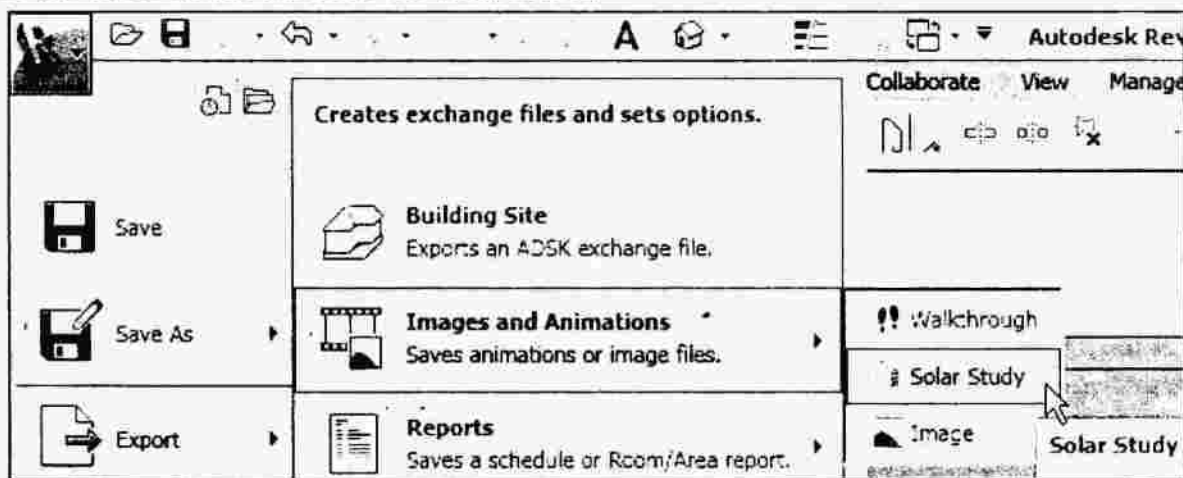 A
Autodesk Rev
Collaborate View Manage
Creates exchange files and sets options.
Save
Building Site
Exports an ADSK exchange file.
Save As
Images and Animations
Saves animations or image files.
Walkthrough
Solar Study
Export
Reports
Saves a schedule or Room/Area report.
Image
Solar Study